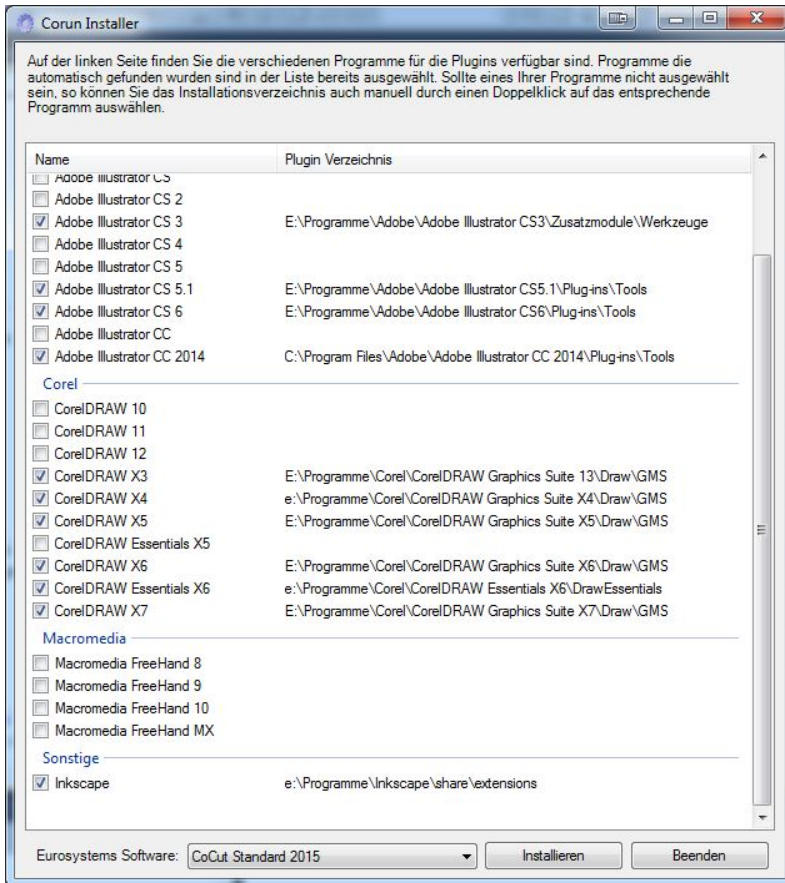 Corun Installer
Auf der linken Seite finden Sie die verschiedenen Programme für die Plugins verfügbar sind. Programme die
automatisch gefunden wurden sind in der Liste bereits ausgewählt. Sollte eines Ihrer Programme nicht ausgewählt
sein, so können Sie das Installationsverzeichnis auch manuell durch einen Doppelklick auf das entsprechende
Programm auswählen.
Name Plugin Verzeichnis
Adobe Illustrator CS
Adobe Illustrator CS 2
Adobe Illustrator CS 3 E:\Programme\Adobe\Adobe Illustrator CS3\Zusatzmodule\Werkzeuge
Adobe Illustrator CS 4
Adobe Illustrator CS 5
Adobe Illustrator CS 5.1 E:\Programme\Adobe\Adobe Illustrator CS5.1\Plug-ins\Tools
Adobe Illustrator CS 6 E:\Programme\Adobe\Adobe Illustrator CS6\Plug-ins\Tools
Adobe Illustrator CC
Adobe Illustrator CC 2014 C:\Program Files\Adobe\Adobe Illustrator CC 2014\Plug-ins\Tools
Corel
CorelDRAW 10
CorelDRAW 11
CorelDRAW 12
CorelDRAW X3 E:\Programme\Corel\CorelDRAW Graphics Suite 13\Draw\GMS
CorelDRAW X4 e:\Programme\Corel\CorelDRAW Graphics Suite X4\Draw\GMS
CorelDRAW X5 E:\Programme\Corel\CorelDRAW Graphics Suite X5\Draw\GMS
CorelDRAW Essentials X5
CorelDRAW X6 E:\Programme\Corel\CorelDRAW Graphics Suite X6\Draw\GMS
CorelDRAW Essentials X6 e:\Programme\Corel\CorelDRAW Essentials X6\DrawEssentials
CorelDRAW X7 E:\Programme\Corel\CorelDRAW Graphics Suite X7\Draw\GMS
Macromedia
Macromedia FreeHand 8
Macromedia FreeHand 9
Macromedia FreeHand 10
Macromedia FreeHand MX
Sonstige
Inkscape e:\Programme\Inkscape\share\extensions
Eurosystems Software: CoCut Standard 2015 Installieren Beenden